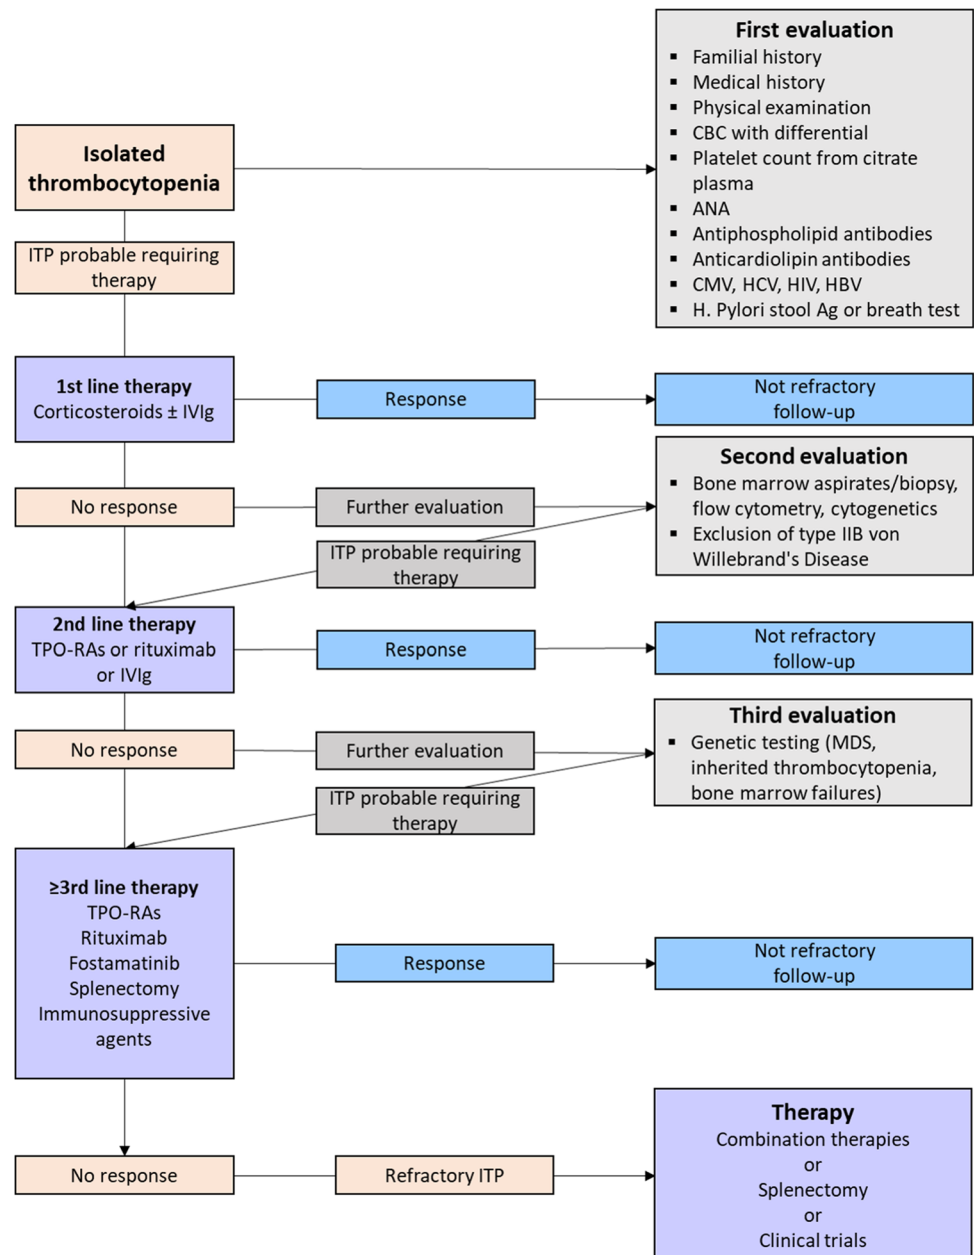 First evaluation
▪ Familial history
▪ Medical history
▪ Physical examination
▪ CBC with differential
▪ Platelet count from citrate
plasma
▪ ANA
▪ Antiphospholipid antibodies
▪ Anticardiolipin antibodies
▪ CMV, HCV, HIV, HBV
▪ H. Pylori stool Ag or breath test
Isolated
thrombocytopenia
ITP probable requiring
therapy
1st line therapy
Corticosteroids ± IVIg
Response
Not refractory
follow-up
No response
Further evaluation
Second evaluation
▪ Bone marrow aspirates/biopsy,
flow cytometry, cytogenetics
▪ Exclusion of type IIB von
Willebrand's Disease
ITP probable requiring
therapy
2nd line therapy
TPO-RAs or rituximab
or IVIg
Response
Not refractory
follow-up
No response
Further evaluation
Third evaluation
▪ Genetic testing (MDS,
inherited thrombocytopenia,
bone marrow failures)
ITP probable requiring
therapy
≥3rd line therapy
TPO-RAs
Rituximab
Fostamatinib
Splenectomy
Immunosuppressive
agents
Response
Not refractory
follow-up
No response
Refractory ITP
Therapy
Combination therapies
or
Splenectomy
or
Clinical trials